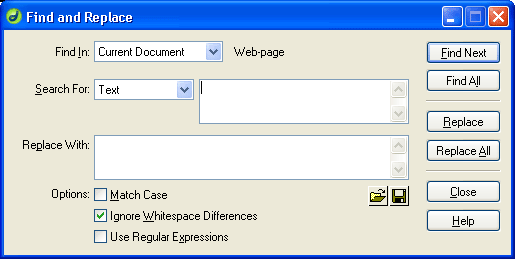 Find and Replace
Find In: Current Document Web-page
Find Next
Find All
Search For: Text
Replace
Replace With:
Replace All
Options: Match Case
Close
Ignore Whitespace Differences
Help
Use Regular Expressions